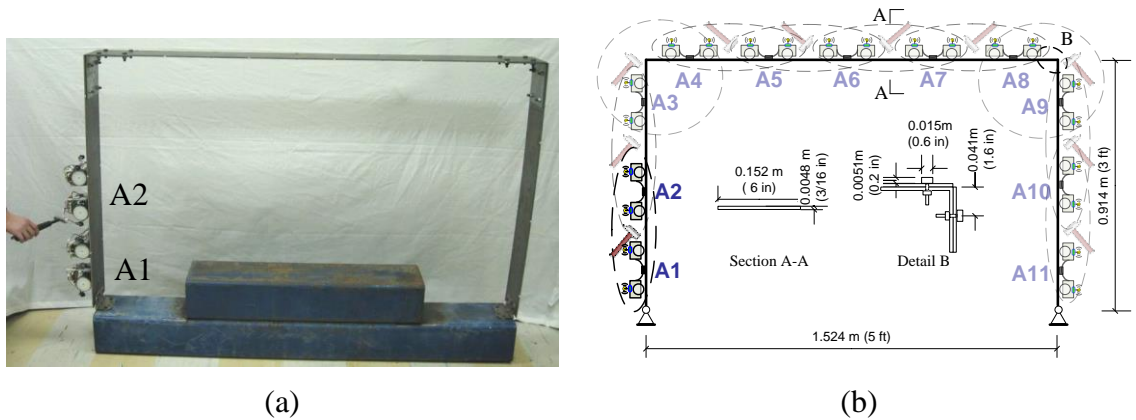 A2
A1
(a)
A
B
A4
A5
A6
A7
A8
A3
A
A9
0.015m
(0.6 in)
0.041m
(1.6 in)
0.0051m
(0.2 in)
0.152 m
( 6 in)
0.0048 m
(3/16 in)
A2
A10
0.914 m (3 ft)
A1
Section A-A
Detail B
A11
1.524 m (5 ft)
(b)